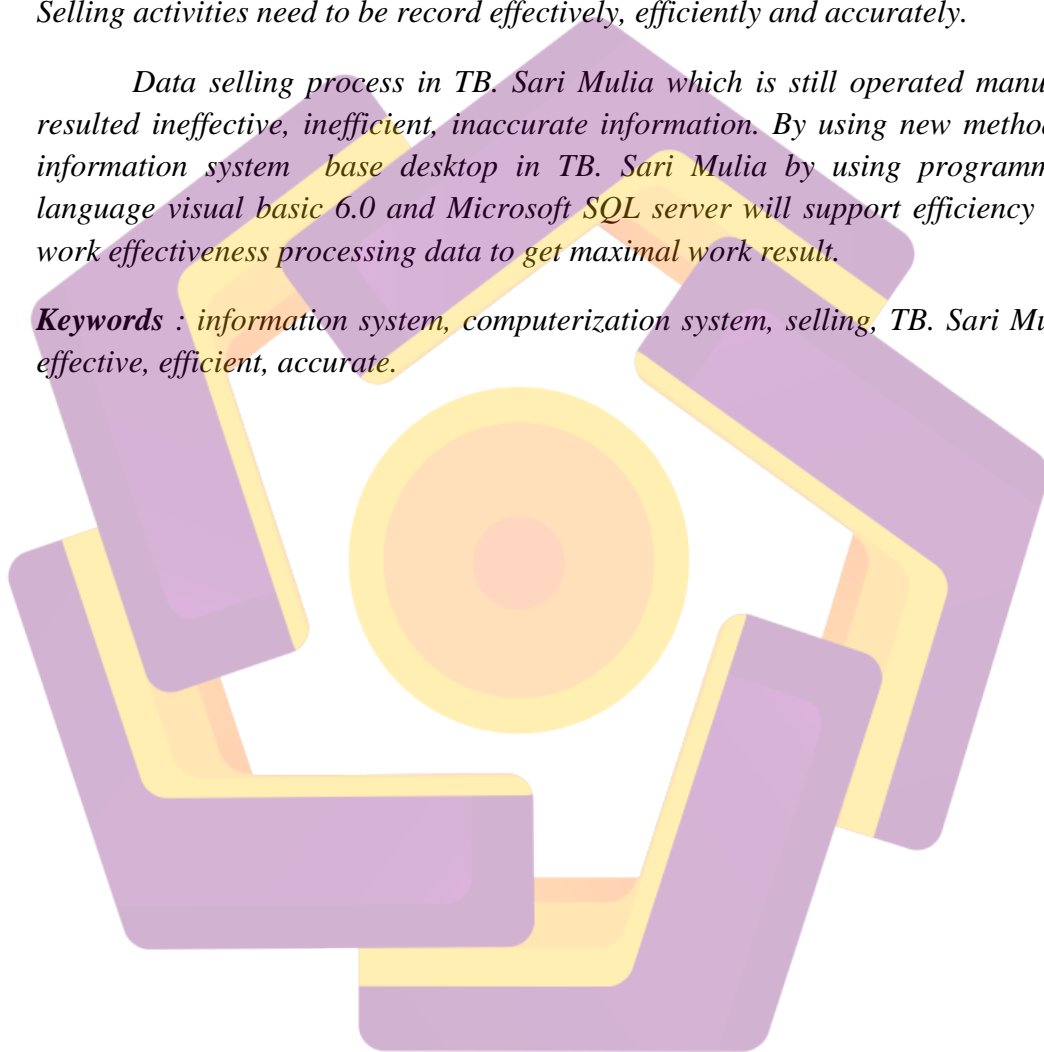 Selling activities need to be record effectively, efficiently and accurately.
Data selling process in TB. Sari Mulia which is still operated manu
resulted ineffective, inefficient, inaccurate information. By using new metho
information system base desktop in TB. Sari Mulia by using programm
language visual basic 6.0 and Microsoft SQL server will support efficiency
work effectiveness processing data to get maximal work result.
Keywords : information system, computerization system, selling, TB. Sari Mu
effective, efficient, accurate.